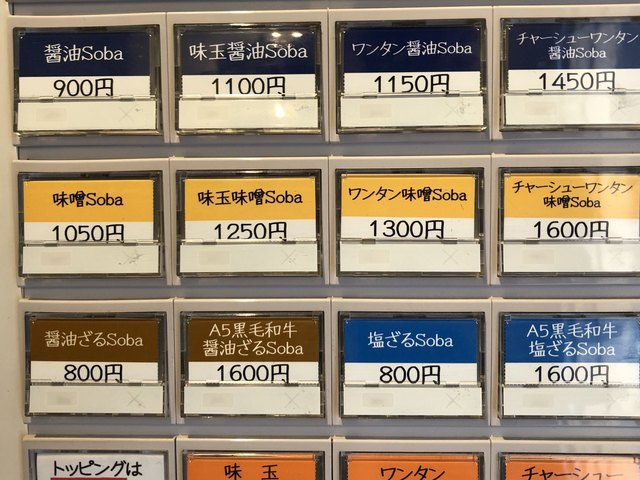 醤油Soba
900円
味玉醤油Soba
1100円
ワンタン醤油Soba
1150円
チャーシューワンタン
醤油Soba
1450円
味噌Soba
1050円
味玉味噌Soba
1250円
ワンタン味噌Soba
1300円
チャーシューワンタン
味噌Soba
1600円
醤油ざるSoba
800円
A5黒毛和牛
醤油ざるSoba
1600円
塩ざるSoba
800円
A5黒毛和牛
塩ざるSoba
1600円
トッピングは
味玉
ワンタン
チャーシュー